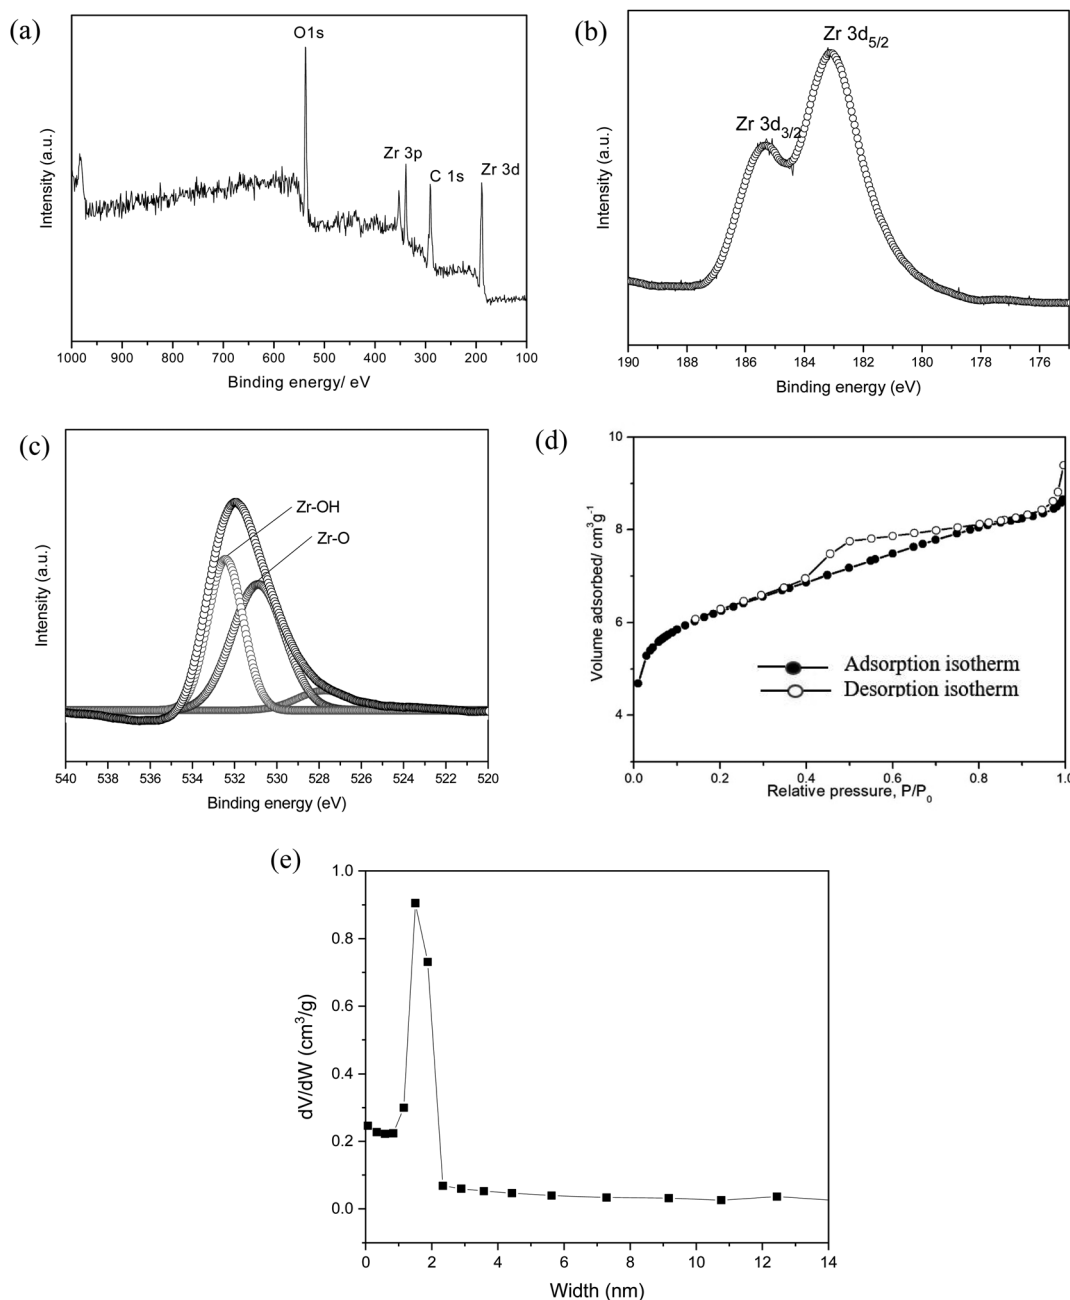 (a)
O1s
Zr 3p
C 1s
Zr 3d
Intensity (a.u.)
1000 900 800 700 600 500 400 300 200 100
Binding energy/ eV
(b)
Zr 3d5/2
Zr 3d3/2
Intensity (a.u.)
190 188 186 184 182 180 178 176
Binding energy (eV)
(c)
Zr-OH
Zr-O
Intensity (a.u.)
540 538 536 534 532 530 528 526 524 522 520
Binding energy (eV)
(d)
10
8
6
4
Volume adsorbed/ cm3g-1
Adsorption isotherm
Desorption isotherm
0.0 0.2 0.4 0.6 0.8 1.0
Relative pressure, P/P0
(e)
1.0
0.8
0.6
0.4
0.2
0.0
dV/dW (cm3/g)
0 2 4 6 8 10 12 14
Width (nm)